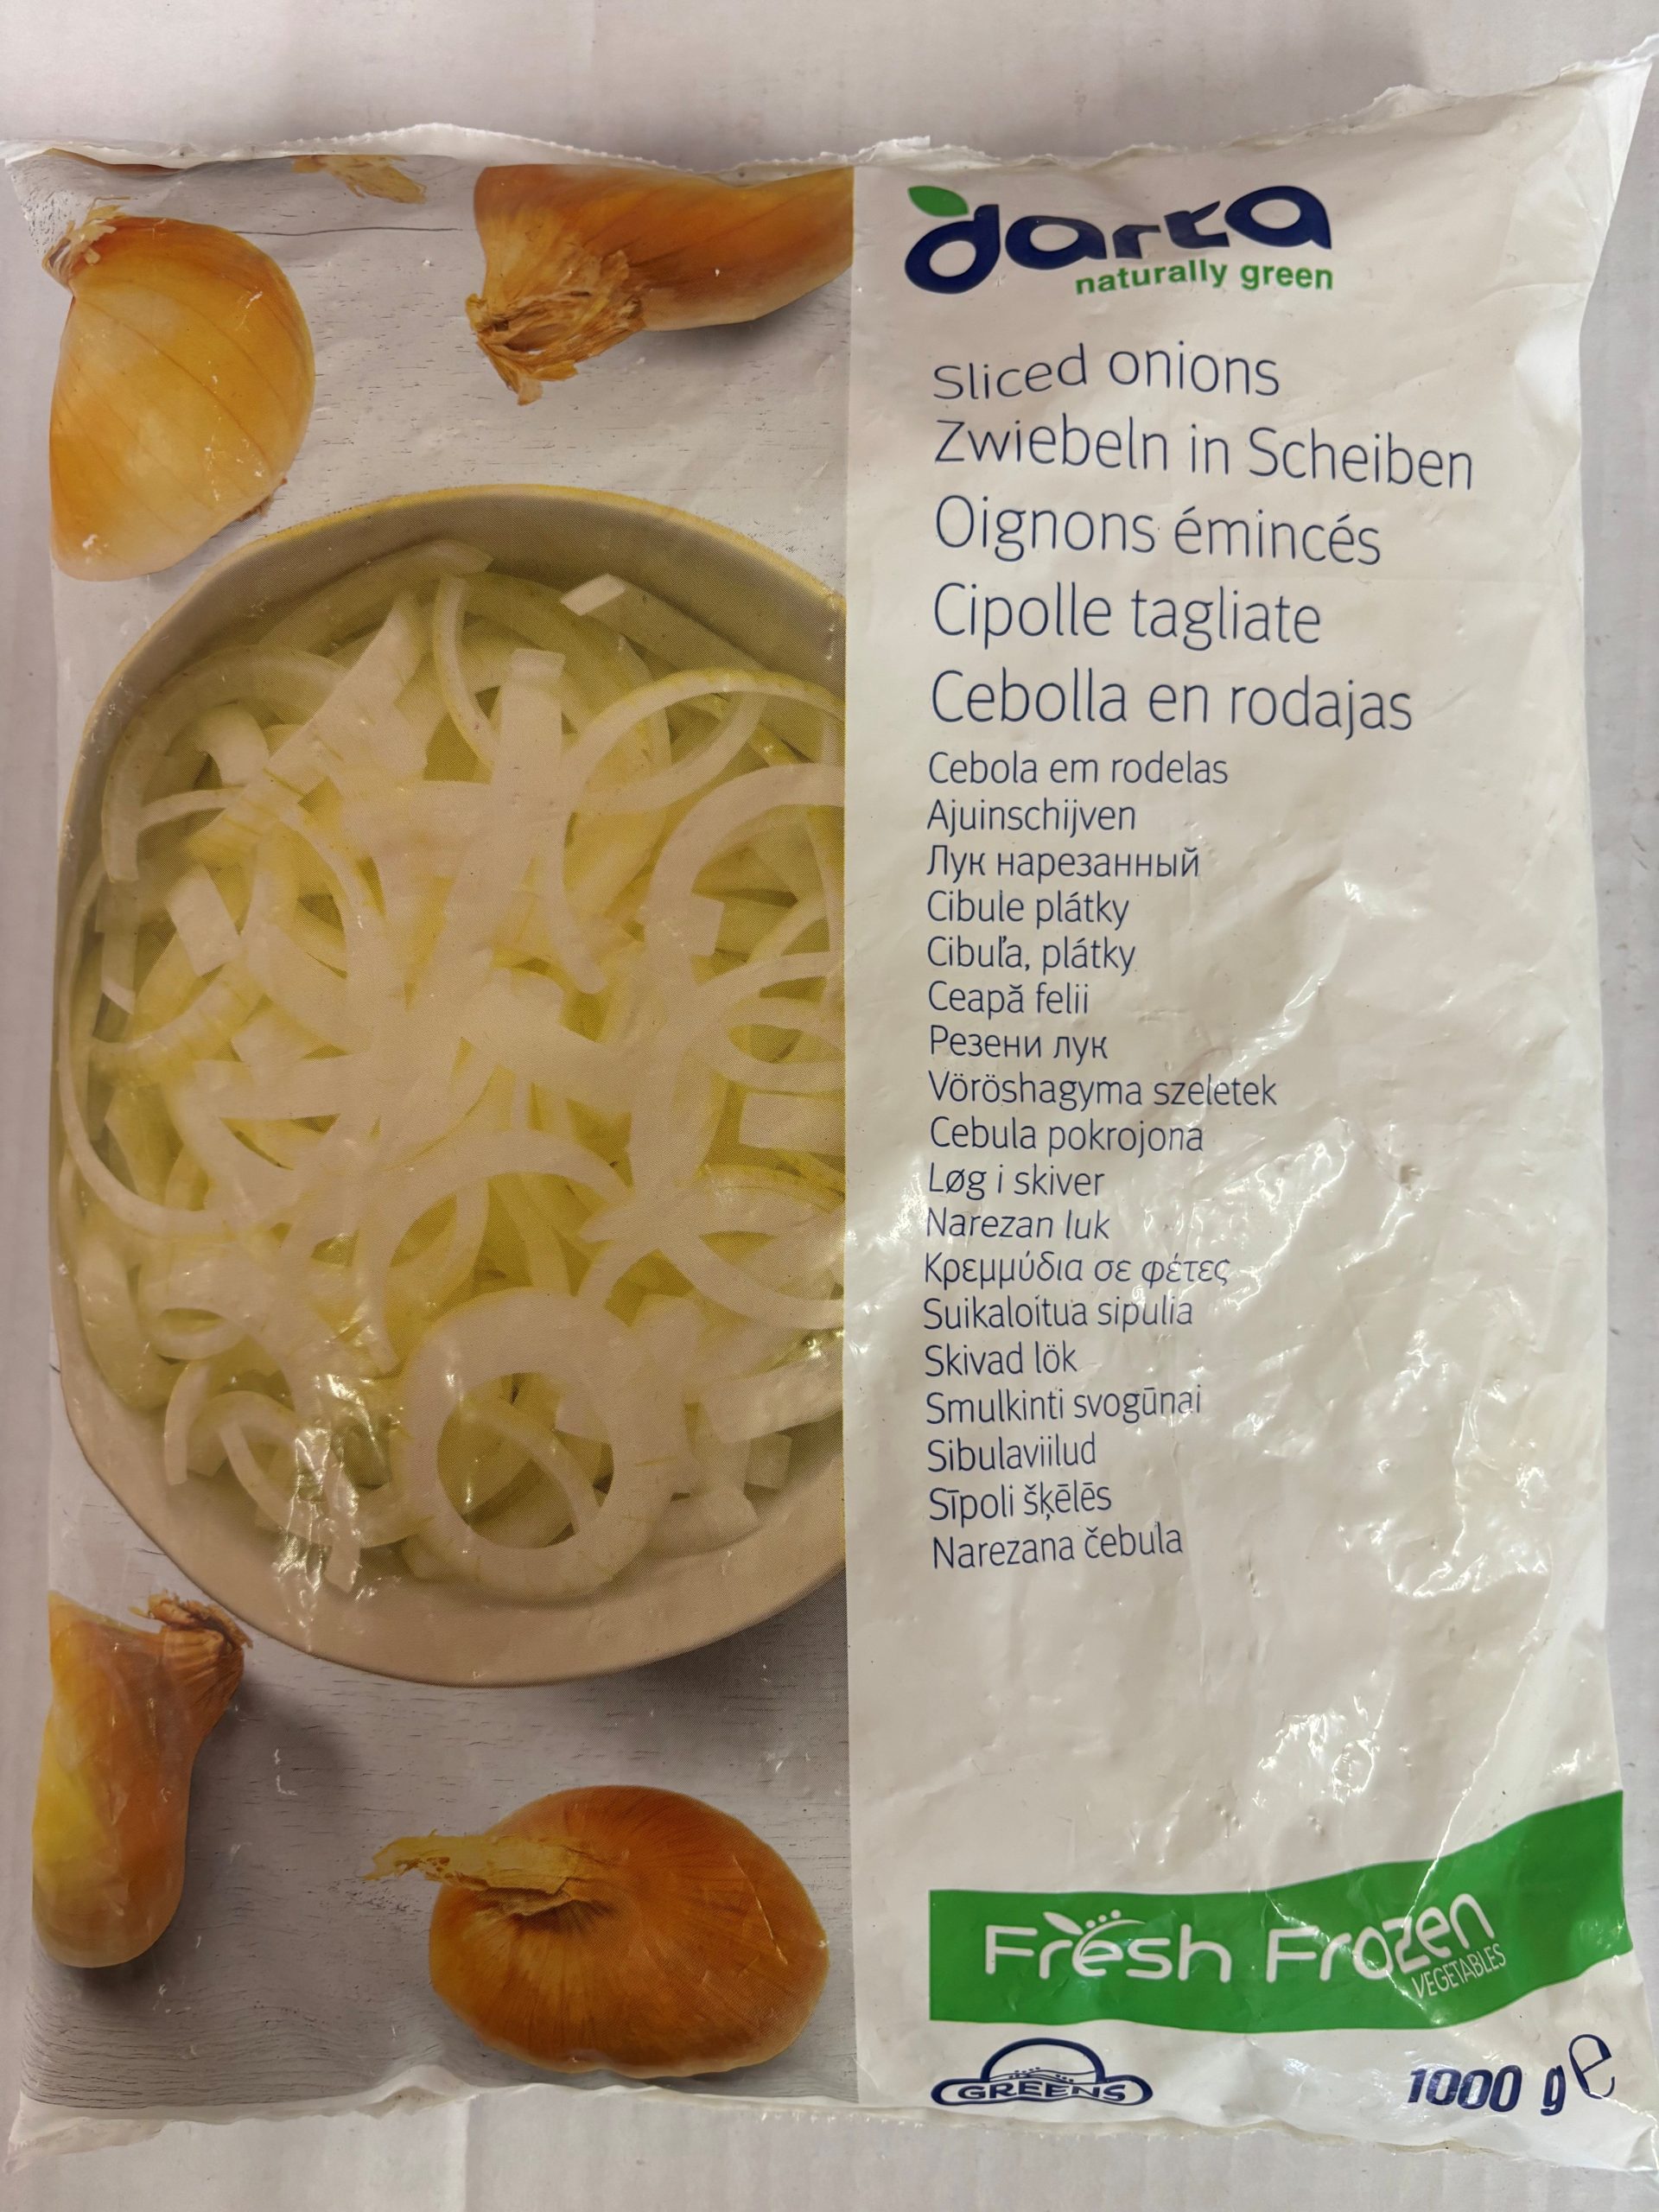 darta
naturally green
Sliced onions
Zwiebeln in Scheiben
Oignons émincés
Cipolle tagliate
Cebolla en rodajas
Cebola em rodelas
Ajuinschijven
Лук нарезанный
Cibule plátky
Cibuľa, plátky
Ceapă felii
Резени лук
Vöröshagyma szeletek
Cebula pokrojona
Løg i skiver
Narezan luk
Κρεμμύδια σε φέτες
Suikaloitua sipulia
Skivad lök
Smulkinti svogūnai
Sibulaviilud
Sīpoli šķēlēs
Narezana čebula
Fresh Frozen
VEGETABLES
GREENS
1000 g e